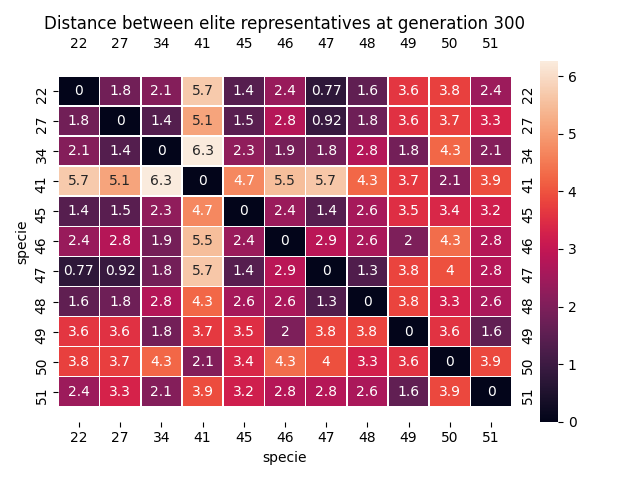 Distance between elite representatives at generation 300
22 27 34 41 45 46 47 48 49 50 51
22 0 1.8 2.1 5.7 1.4 2.4 0.77 1.6 3.6 3.8 2.4 22
27 1.8 0 1.4 5.1 1.5 2.8 0.92 1.8 3.6 3.7 3.3 27
34 2.1 1.4 0 6.3 2.3 1.9 1.8 2.8 1.8 4.3 2.1 34
41 5.7 5.1 6.3 0 4.7 5.5 5.7 4.3 3.7 2.1 3.9 41
45 1.4 1.5 2.3 4.7 0 2.4 1.4 2.6 3.5 3.4 3.2 45
46 2.4 2.8 1.9 5.5 2.4 0 2.9 2.6 2 4.3 2.8 46
47 0.77 0.92 1.8 5.7 1.4 2.9 0 1.3 3.8 4 2.8 47
48 1.6 1.8 2.8 4.3 2.6 2.6 1.3 0 3.8 3.3 2.6 48
49 3.6 3.6 1.8 3.7 3.5 2 3.8 3.8 0 3.6 1.6 49
50 3.8 3.7 4.3 2.1 3.4 4.3 4 3.3 3.6 0 3.9 50
51 2.4 3.3 2.1 3.9 3.2 2.8 2.8 2.6 1.6 3.9 0 51
22 27 34 41 45 46 47 48 49 50 51
specie
specie
6
5
4
3
2
1
0